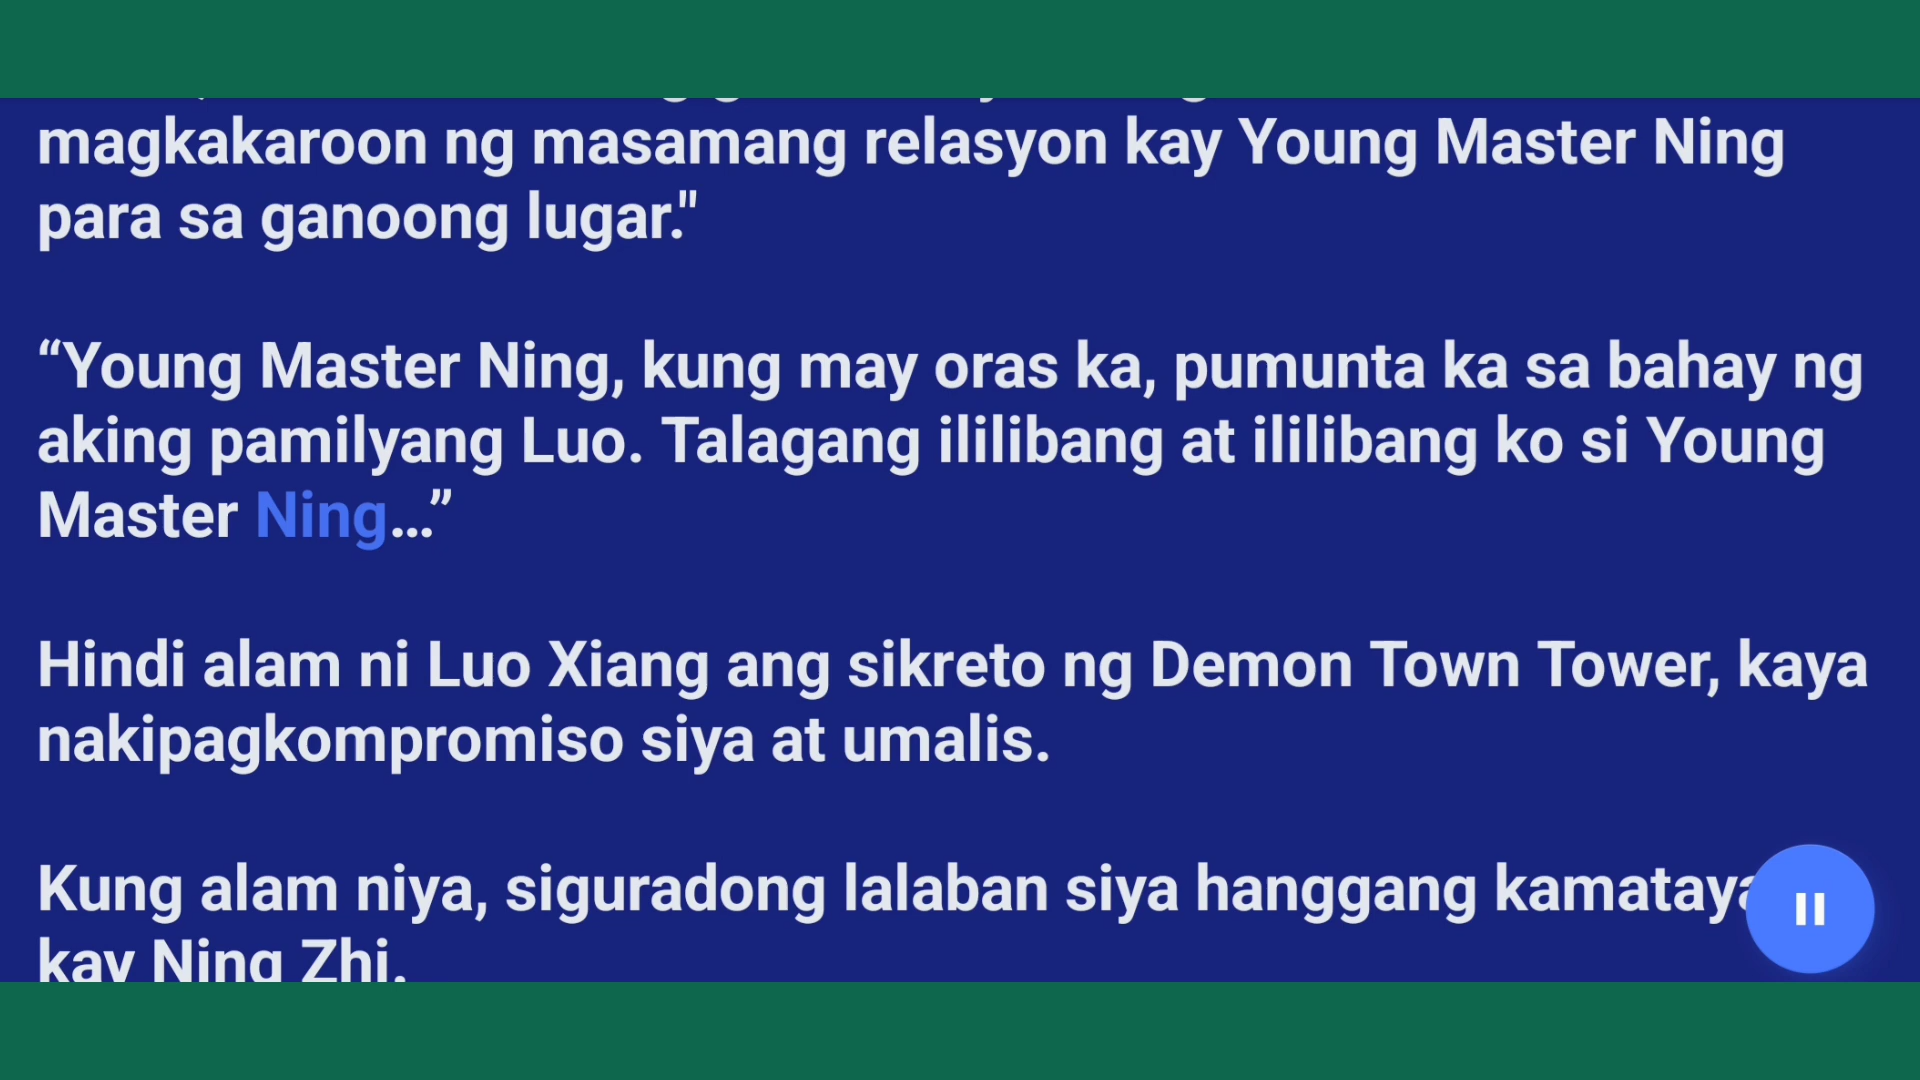 magkakaroon ng masamang relasyon kay Young Master Ning
para sa ganoong lugar."
“Young Master Ning, kung may oras ka, pumunta ka sa bahay ng
aking pamilyang Luo. Talagang ililibang at ililibang ko si Young
Master Ning…”
Hindi alam ni Luo Xiang ang sikreto ng Demon Town Tower, kaya
nakipagkompromiso siya at umalis.
Kung alam niya, siguradong lalaban siya hanggang
kay Ning Zhi.